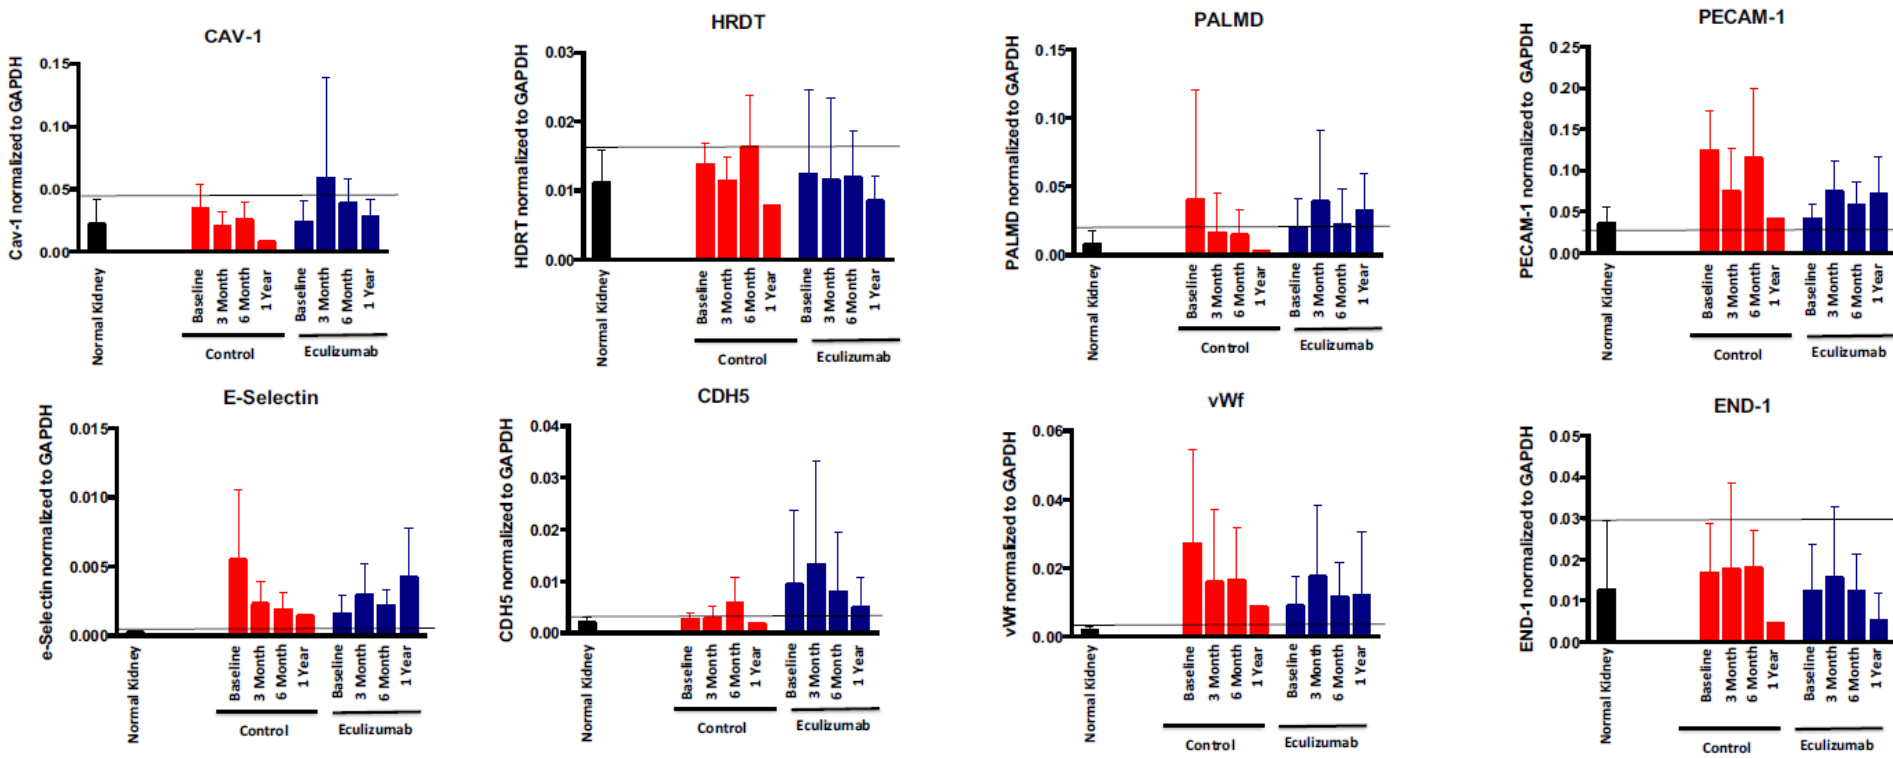 CAV-1
Cav-1 normalized to GAPDH
0.15
0.10
0.05
0.00
Normal Kidney
Baseline
3 Month
6 Month
1 Year
Baseline
3 Month
6 Month
1 Year
Control
Eculizumab
HRDT
HDRT normalized to GAPDH
0.03
0.02
0.01
0.00
Normal Kidney
Baseline
3 Month
6 Month
1 Year
Baseline
3 Month
6 Month
1 Year
Control
Eculizumab
PALMD
PALMD normalized to GAPDH
0.15
0.10
0.05
0.00
Normal Kidney
Baseline
3 Month
6 Month
1 Year
Baseline
3 Month
6 Month
1 Year
Control
Eculizumab
PECAM-1
PECAM-1 normalized to GAPDH
0.25
0.20
0.15
0.10
0.05
0.00
Normal Kidney
Baseline
3 Month
6 Month
1 Year
Baseline
3 Month
6 Month
1 Year
Control
Eculizumab
E-Selectin
e-Selectin normalized to GAPDH
0.015
0.010
0.005
0.000
Normal Kidney
Baseline
3 Month
6 Month
1 Year
Baseline
3 Month
6 Month
1 Year
Control
Eculizumab
CDH5
CDH5 normalized to GAPDH
0.04
0.03
0.02
0.01
0.00
Normal Kidney
Baseline
3 Month
6 Month
1 Year
Baseline
3 Month
6 Month
1 Year
Control
Eculizumab
vWf
vWf normalized to GAPDH
0.06
0.04
0.02
0.00
Normal Kidney
Baseline
3 Month
6 Month
1 Year
Baseline
3 Month
6 Month
1 Year
Control
Eculizumab
END-1
END-1 normalized to GAPDH
0.05
0.04
0.03
0.02
0.01
0.00
Normal Kidney
Baseline
3 Month
6 Month
1 Year
Baseline
3 Month
6 Month
1 Year
Control
Eculizumab